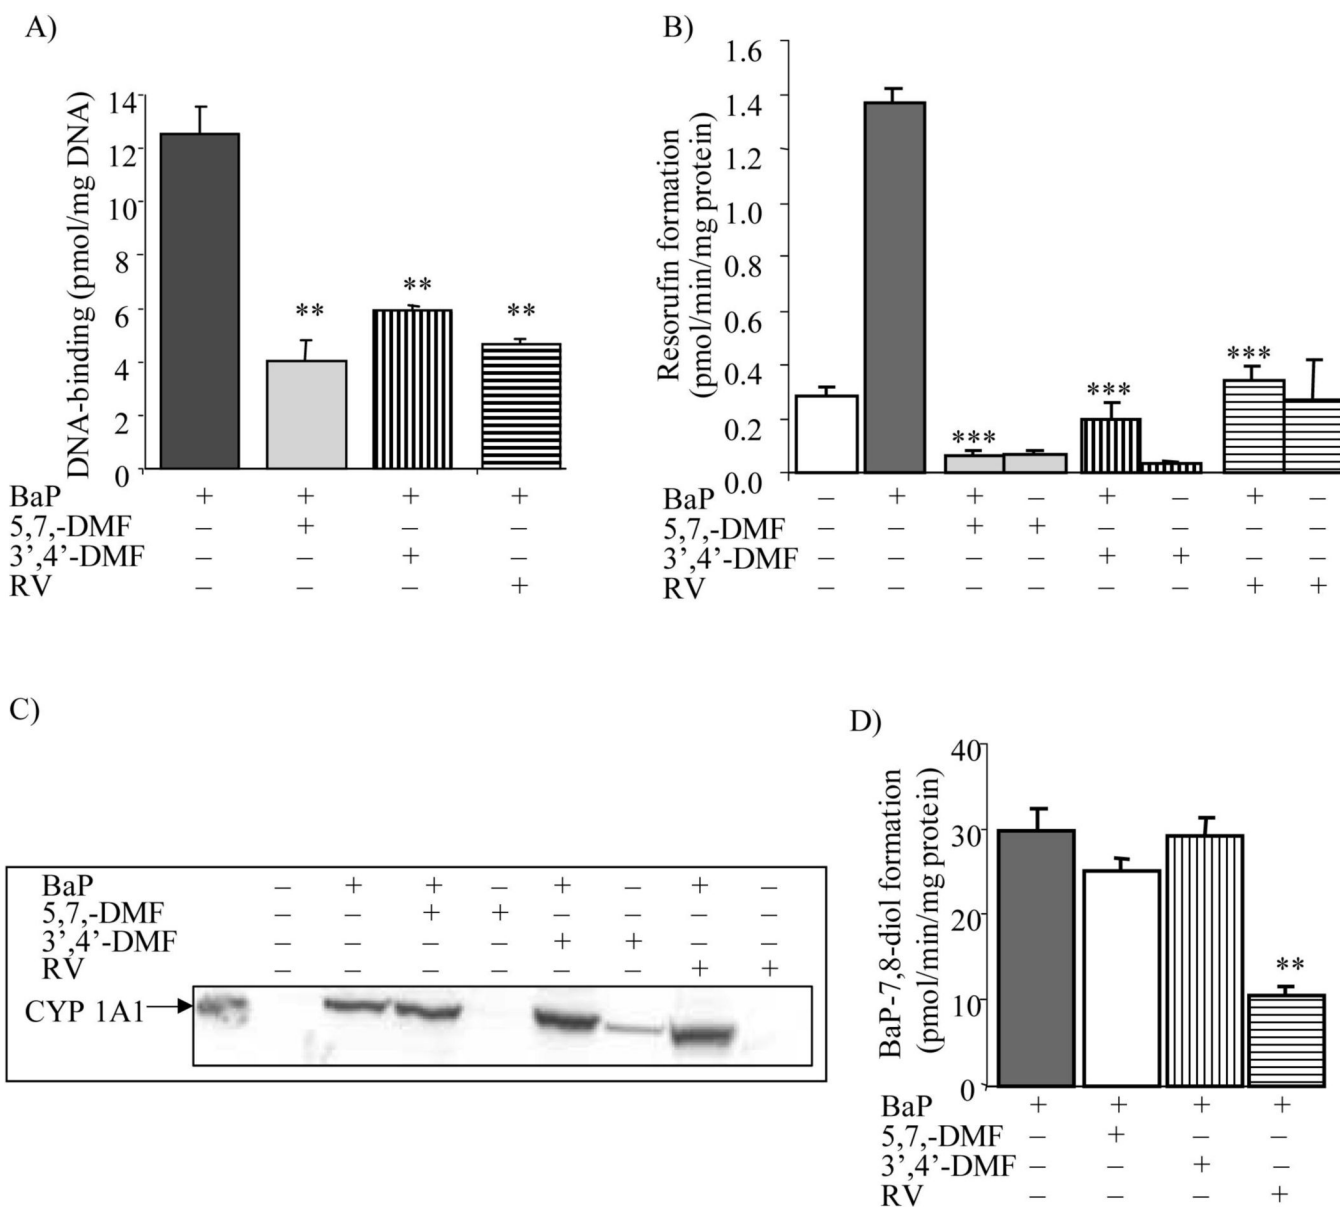 A)
DNA-binding (pmol/mg DNA)
14
12
10
8
6
4
2
0
** ** **
BaP + + + +
5,7,-DMF – + – –
3’,4’-DMF – – + –
RV – – – +
B)
Resorufin formation
(pmol/min/mg protein)
1.6
1.4
1.2
1.0
0.8
0.6
0.4
0.2
0.0
*** *** ***
BaP – + + – + – + –
5,7,-DMF – – + + – – – –
3’,4’-DMF – – – – + + – –
RV – – – – – – + +
C)
BaP – + + – + – + –
5,7,-DMF – – + + – – – –
3’,4’-DMF – – – – + + – –
RV – – – – – – + +
CYP 1A1
D)
BaP-7,8-diol formation
(pmol/min/mg protein)
40
30
20
10
0
**
BaP + + + +
5,7,-DMF – + – –
3’,4’-DMF – – + –
RV – – – +